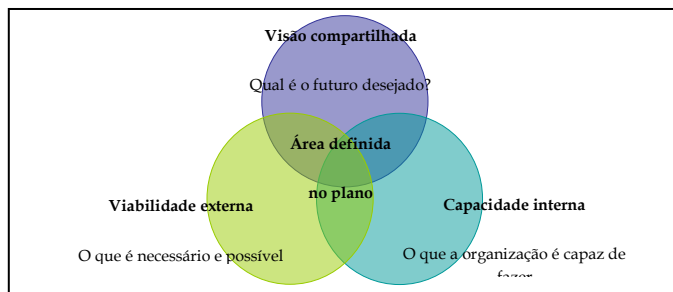 Visão compartilhada
Qual é o futuro desejado?
Área definida
no plano
Viabilidade externa
O que é necessário e possível
Capacidade interna
O que a organização é capaz de
fazer